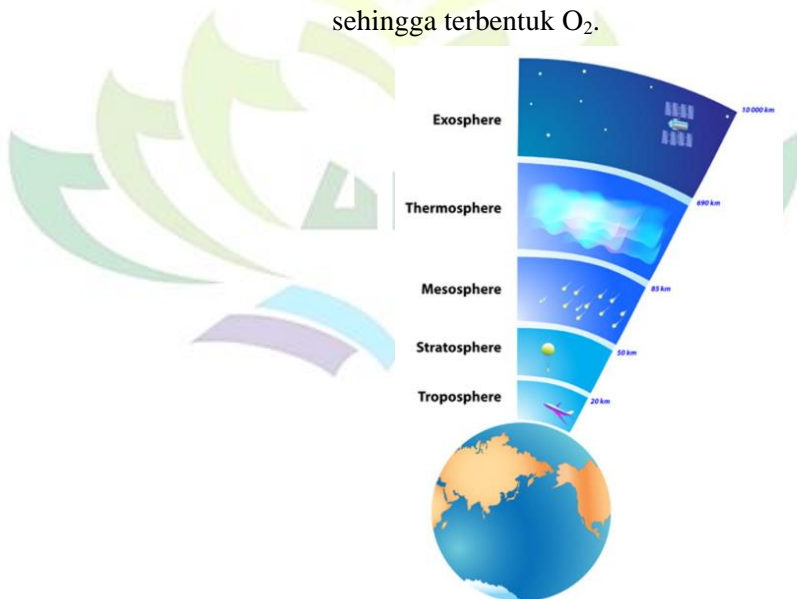 sehingga terbentuk O₂.
10 000 km
Exosphere
690 km
Thermosphere
85 km
Mesosphere
50 km
Stratosphere
20 km
Troposphere